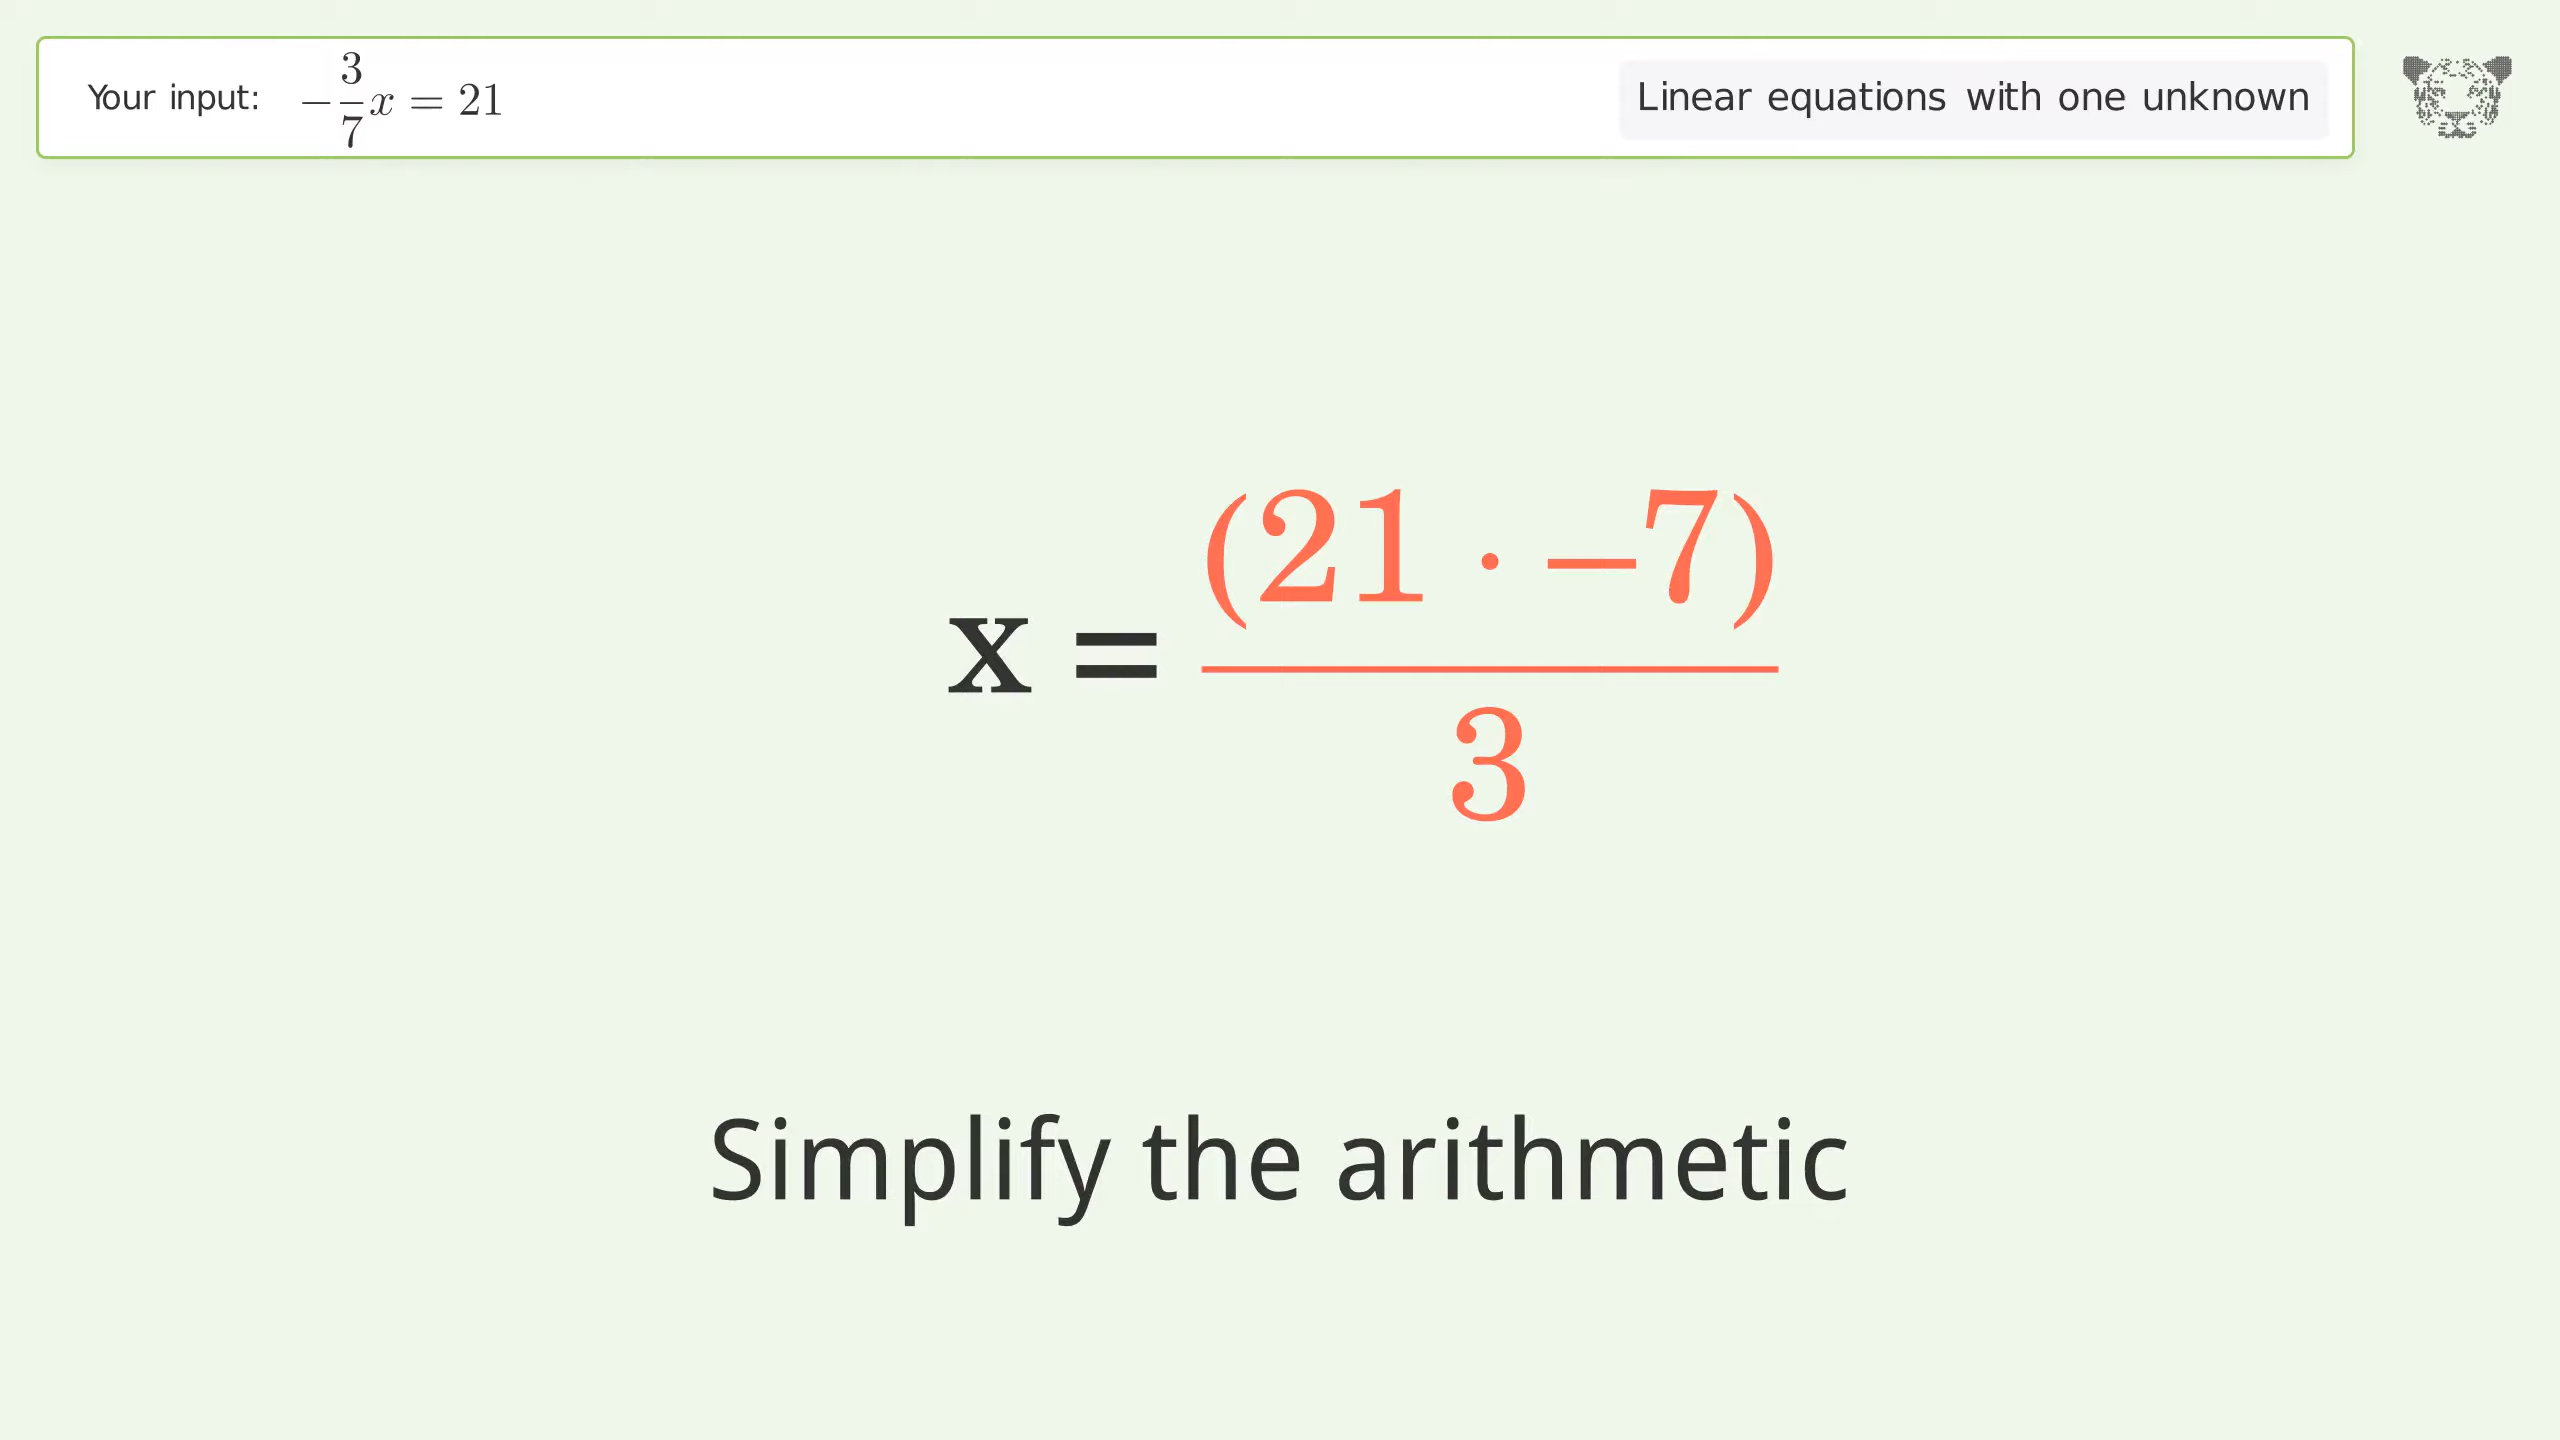 Your input: −3/7x = 21
Linear equations with one unknown
x = (21 · −7)/3
Simplify the arithmetic